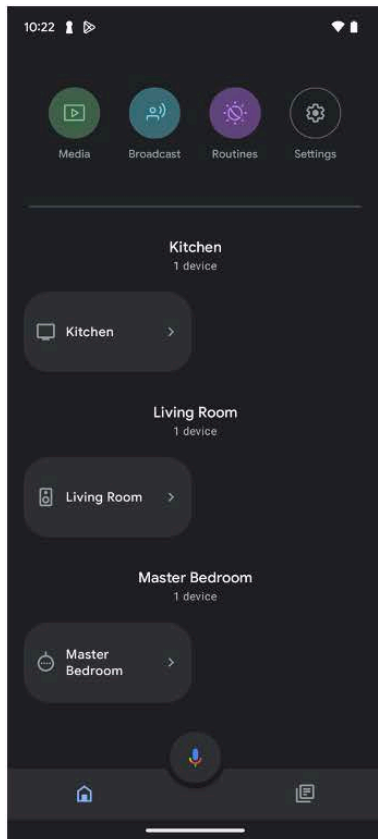 10:22
Media Broadcast Routines Settings
Kitchen
1 device
Kitchen
Living Room
1 device
Living Room
Master Bedroom
1 device
Master
Bedroom